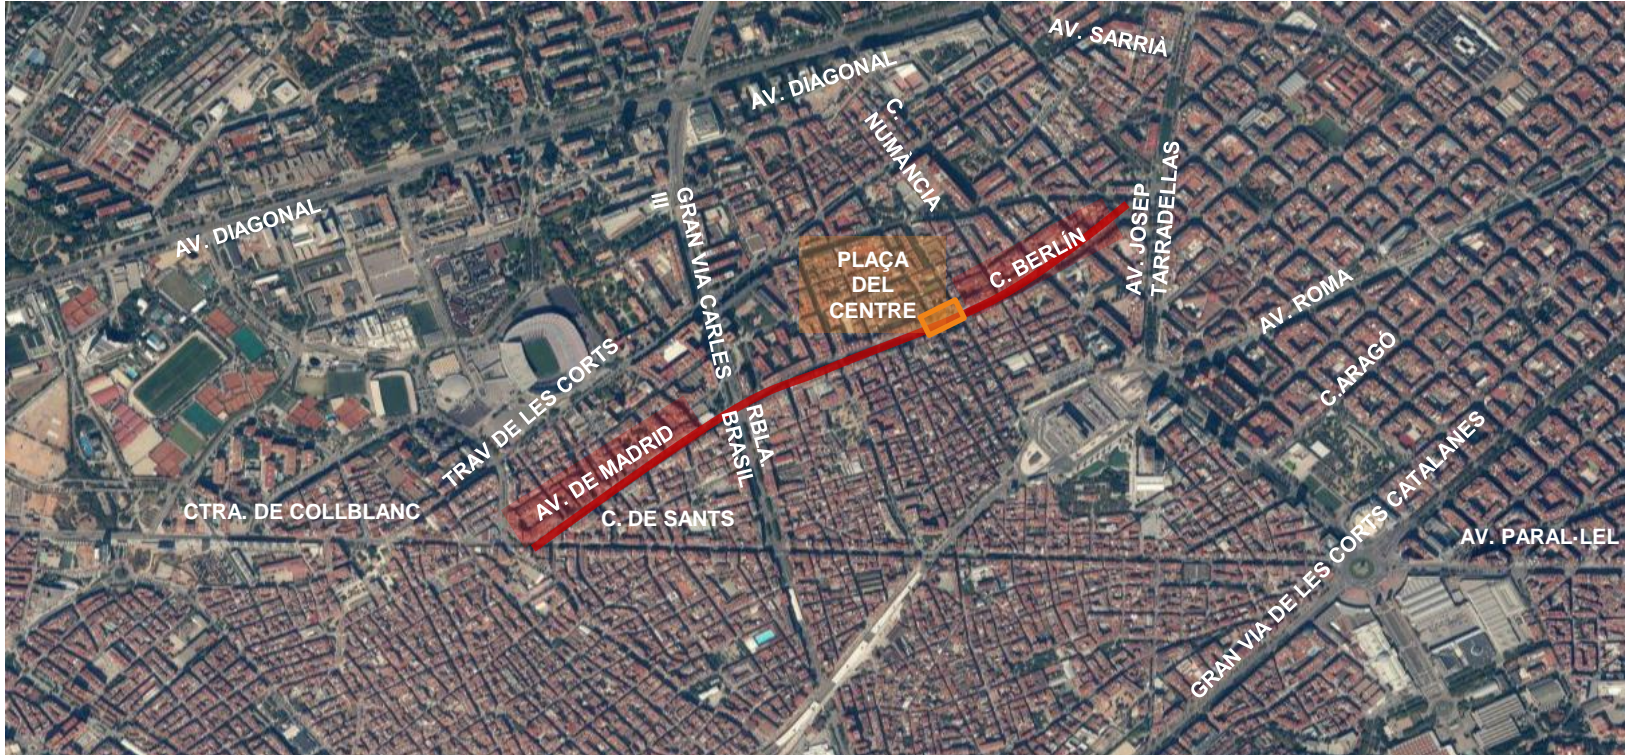 AV. SARRIÀ
AV. DIAGONAL
C.
NUMÀNCIA
AV. DIAGONAL
GRAN VIA CARLES
III
AV. JOSEP
TARRADELLAS
PLAÇA
DEL
CENTRE
C. BERLÍN
AV. ROMA
C.ARAGÓ
TRAV DE LES CORTS
RBLA.
BRASIL
AV. DE MADRID
CTRA. DE COLLBLANC
C. DE SANTS
GRAN VIA DE LES CORTS CATALANES
AV. PARAL·LEL